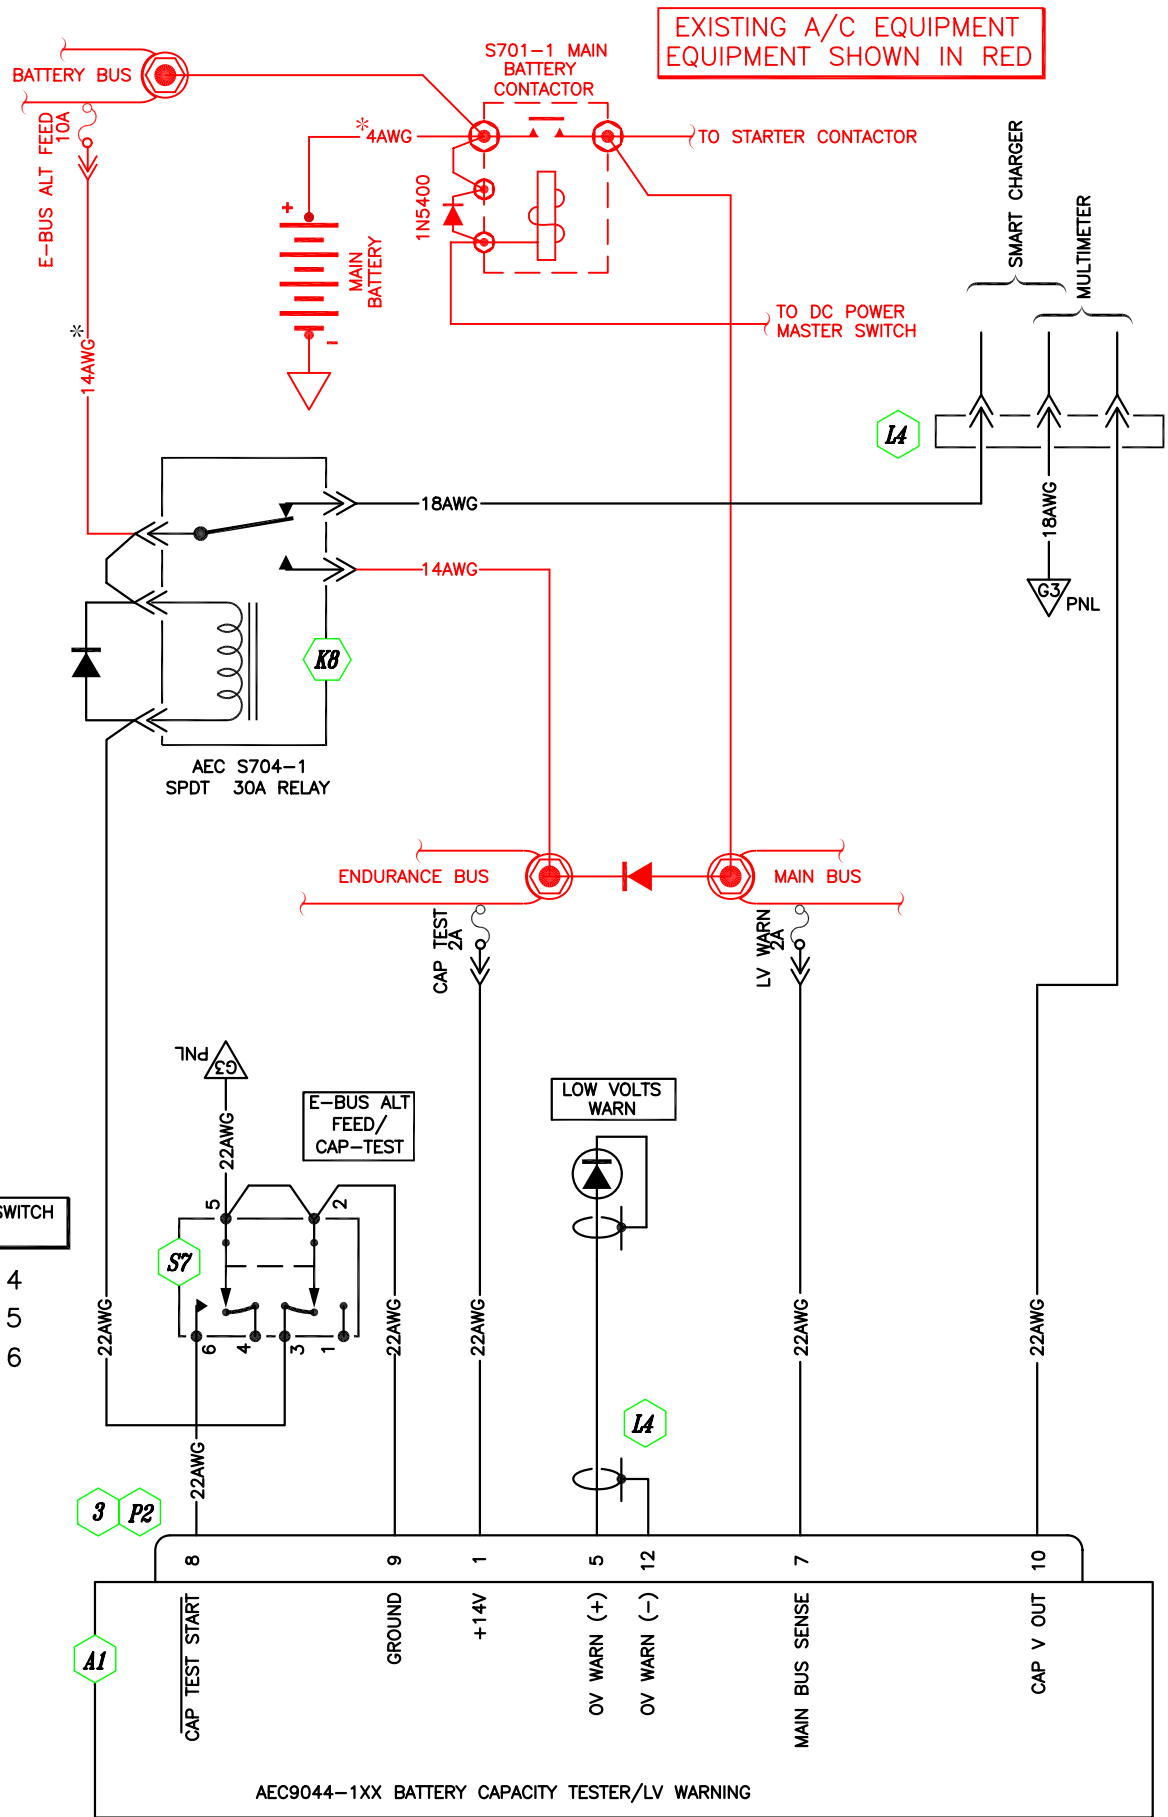 EXISTING A/C EQUIPMENT
EQUIPMENT SHOWN IN RED
S701-1 MAIN
BATTERY
CONTACTOR
BATTERY BUS
E-BUS ALT FEED
10A
*
4AWG
TO STARTER CONTACTOR
1N5400
+
MAIN
BATTERY
-
TO DC POWER
MASTER SWITCH
SMART CHARGER
MULTIMETER
*
14AWG
L4
18AWG
18AWG
G3
PNL
14AWG
K8
AEC S704-1
SPDT 30A RELAY
ENDURANCE BUS
MAIN BUS
CAP TEST
2A
LV WARN
2A
PNL
G3
22AWG
E-BUS ALT
FEED/
CAP-TEST
LOW VOLTS
WARN
5
2
SWITCH
S7
4
5
6
6
4
3
1
22AWG
22AWG
22AWG
22AWG
22AWG
22AWG
L4
3
P2
8
9
1
5
12
7
10
CAP TEST START
GROUND
+14V
OV WARN (+)
OV WARN (-)
MAIN BUS SENSE
CAP V OUT
A1
AEC9044-1XX BATTERY CAPACITY TESTER/LV WARNING